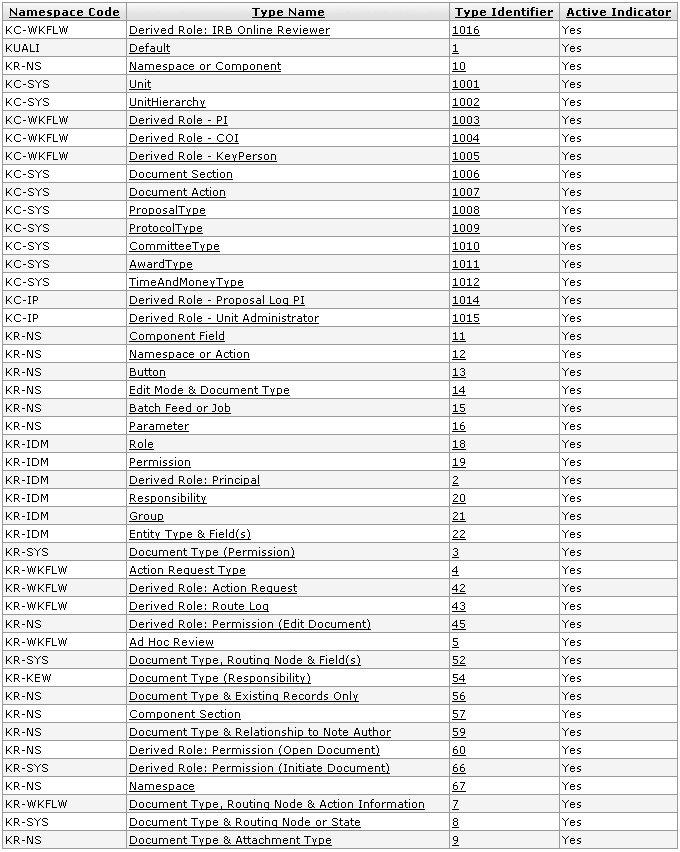 Namespace Code Type Name Type Identifier Active Indicator
KC-WKFLW Derived Role: IRB Online Reviewer 1016 Yes
KUALI Default 1 Yes
KR-NS Namespace or Component 10 Yes
KC-SYS Unit 1001 Yes
KC-SYS UnitHierarchy 1002 Yes
KC-WKFLW Derived Role - PI 1003 Yes
KC-WKFLW Derived Role - COI 1004 Yes
KC-WKFLW Derived Role - KeyPerson 1005 Yes
KC-SYS Document Section 1006 Yes
KC-SYS Document Action 1007 Yes
KC-SYS ProposalType 1008 Yes
KC-SYS ProtocolType 1009 Yes
KC-SYS CommitteeType 1010 Yes
KC-SYS AwardType 1011 Yes
KC-SYS TimeAndMoneyType 1012 Yes
KC-IP Derived Role - Proposal Log PI 1014 Yes
KC-IP Derived Role - Unit Administrator 1015 Yes
KR-NS Component Field 11 Yes
KR-NS Namespace or Action 12 Yes
KR-NS Button 13 Yes
KR-NS Edit Mode & Document Type 14 Yes
KR-NS Batch Feed or Job 15 Yes
KR-NS Parameter 16 Yes
KR-IDM Role 18 Yes
KR-IDM Permission 19 Yes
KR-IDM Derived Role: Principal 2 Yes
KR-IDM Responsibility 20 Yes
KR-IDM Group 21 Yes
KR-IDM Entity Type & Field(s) 22 Yes
KR-SYS Document Type (Permission) 3 Yes
KR-WKFLW Action Request Type 4 Yes
KR-WKFLW Derived Role: Action Request 42 Yes
KR-WKFLW Derived Role: Route Log 43 Yes
KR-NS Derived Role: Permission (Edit Document) 45 Yes
KR-WKFLW Ad Hoc Review 5 Yes
KR-SYS Document Type, Routing Node & Field(s) 52 Yes
KR-KEW Document Type (Responsibility) 54 Yes
KR-NS Document Type & Existing Records Only 56 Yes
KR-NS Component Section 57 Yes
KR-NS Document Type & Relationship to Note Author 59 Yes
KR-NS Derived Role: Permission (Open Document) 60 Yes
KR-SYS Derived Role: Permission (Initiate Document) 66 Yes
KR-NS Namespace 67 Yes
KR-WKFLW Document Type, Routing Node & Action Information 7 Yes
KR-SYS Document Type & Routing Node or State 8 Yes
KR-NS Document Type & Attachment Type 9 Yes